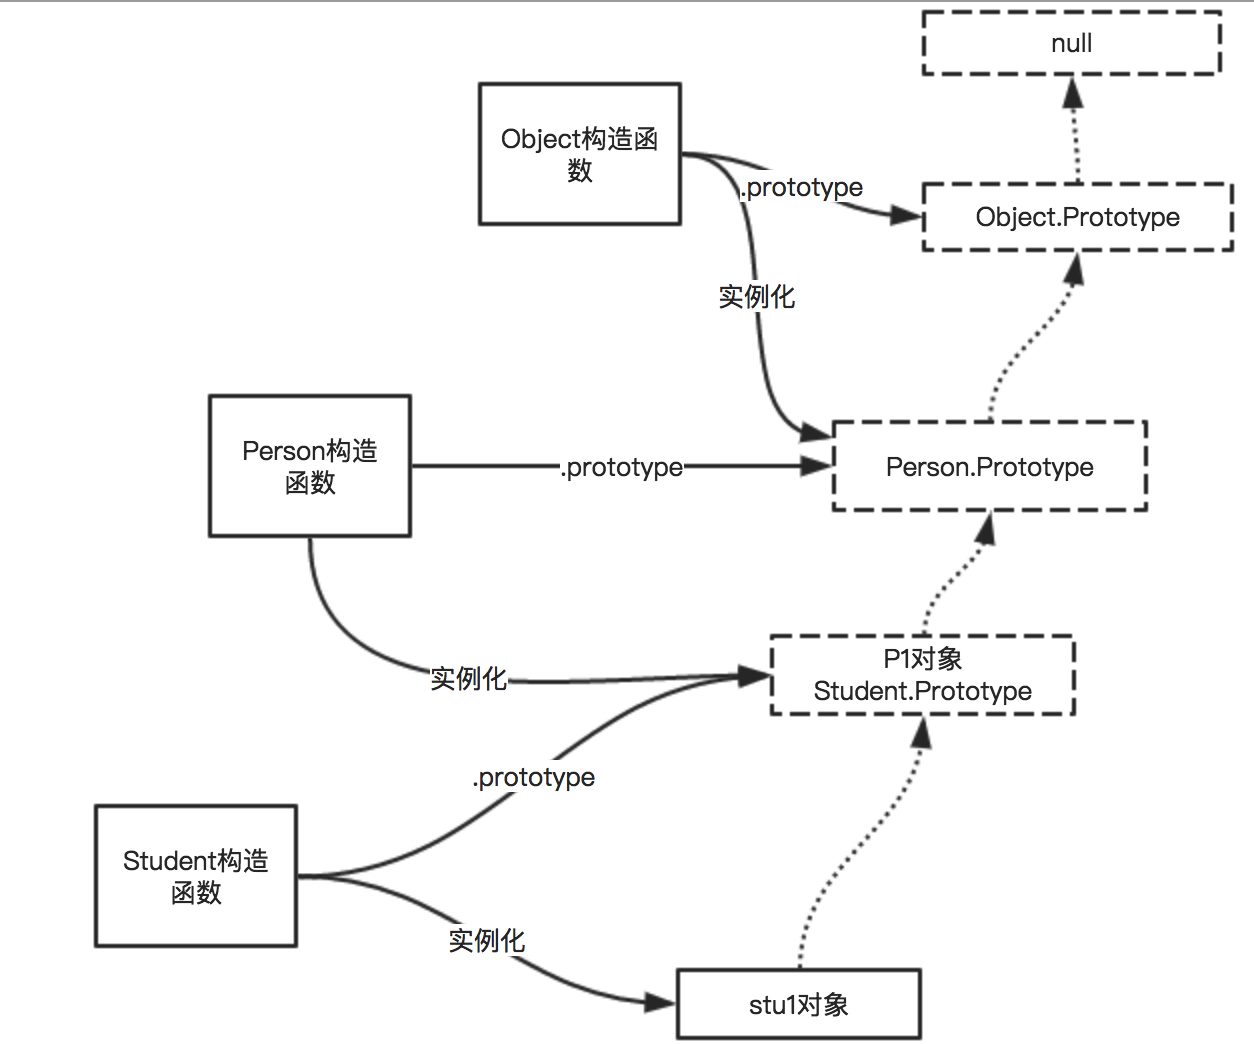 null
Object构造函
数
.prototype
Object.Prototype
实例化
Person构造
函数
.prototype
Person.Prototype
实例化
P1对象
Student.Prototype
.prototype
Student构造
函数
实例化
stu1对象